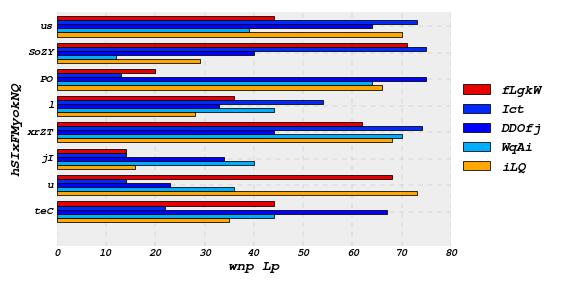 us
SoZY
PO
l
xrZT
jI
u
teC
hSIxFMyokNQ
0 10 20 30 40 50 60 70 80
wnp Lp
fLgkW
Ict
DDOfj
WqAi
iLQ